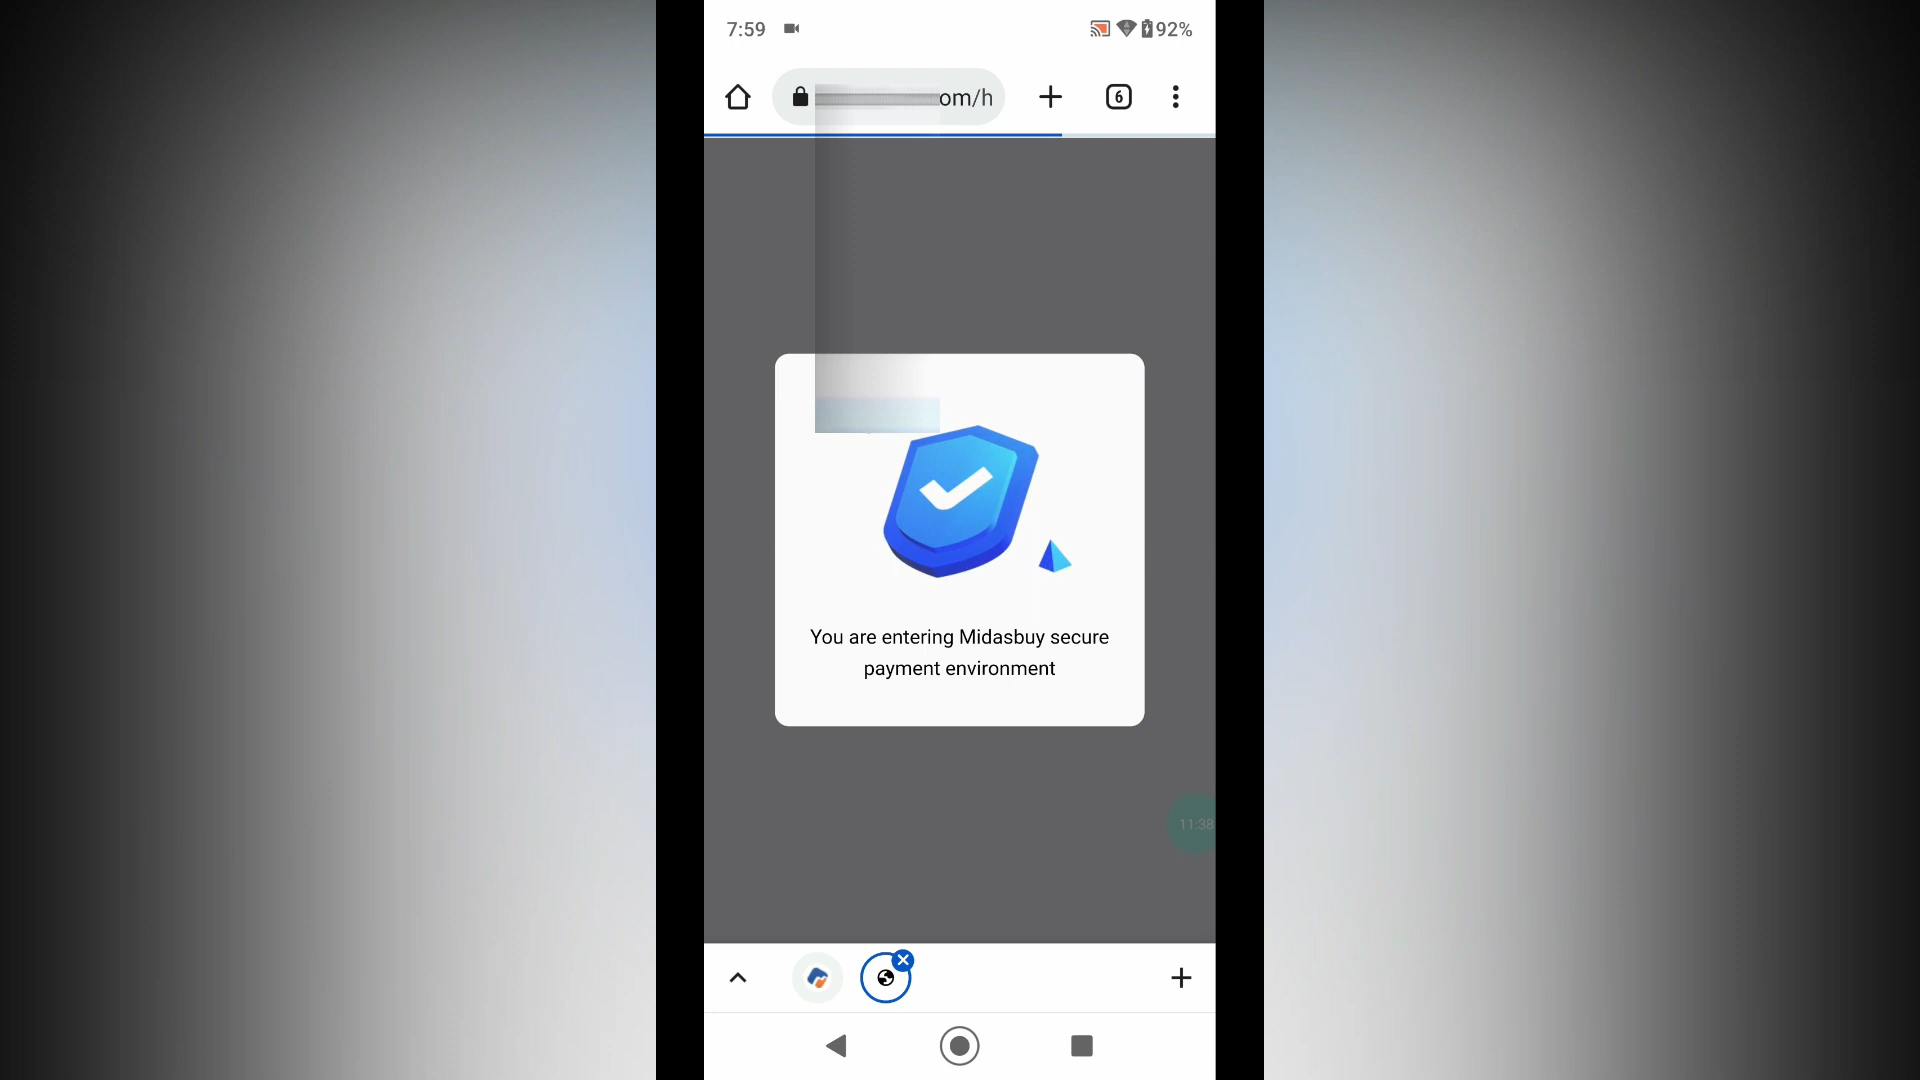 7:59
92%
om/h
6
You are entering Midasbuy secure
payment environment
11:38